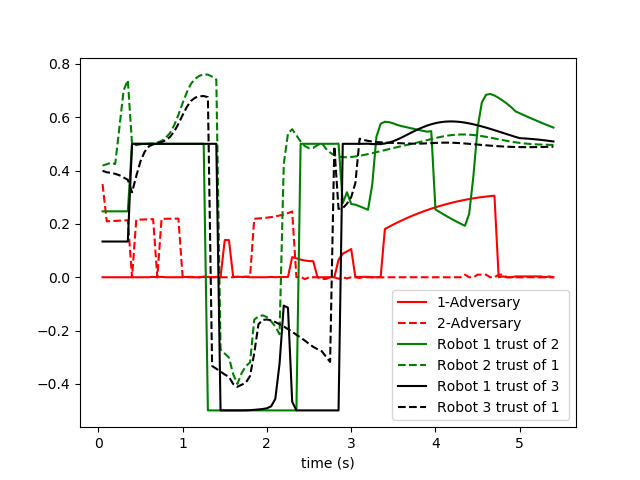 0.8
0.6
0.4
0.2
0.0
−0.2
−0.4
0 1 2 3 4 5
time (s)
1-Adversary
2-Adversary
Robot 1 trust of 2
Robot 2 trust of 1
Robot 1 trust of 3
Robot 3 trust of 1